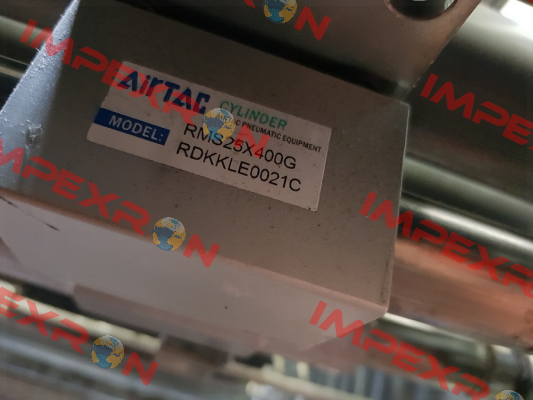 AirTAC CYLINDER
PNEUMATIC EQUIPMENT
MODEL: RMS25X400G
RDKKLE0021C
IMPEXRON
IMPEXRON
IMPEXRON
IMPEXRON
IMPEXRON